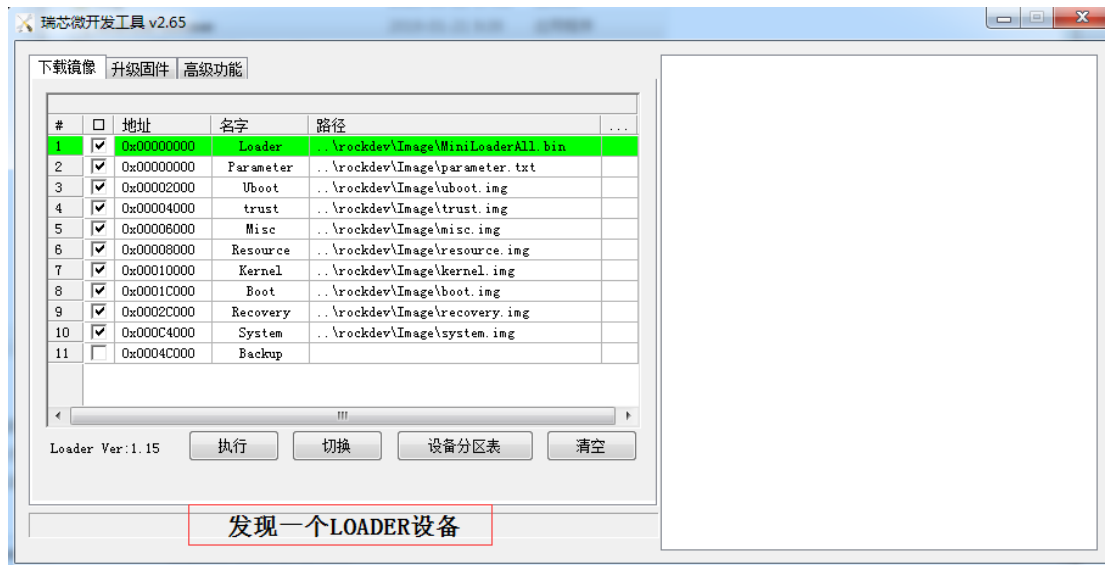 瑞芯微开发工具 v2.65
下载镜像 升级固件 高级功能
# 地址 名字 路径 ...
1 0x00000000 Loader ..\rockdev\Image\MiniLoaderAll.bin
2 0x00000000 Parameter ..\rockdev\Image\parameter.txt
3 0x00002000 Uboot ..\rockdev\Image\uboot.img
4 0x00004000 trust ..\rockdev\Image\trust.img
5 0x00006000 Misc ..\rockdev\Image\misc.img
6 0x00008000 Resource ..\rockdev\Image\resource.img
7 0x00010000 Kernel ..\rockdev\Image\kernel.img
8 0x0001C000 Boot ..\rockdev\Image\boot.img
9 0x0002C000 Recovery ..\rockdev\Image\recovery.img
10 0x000C4000 System ..\rockdev\Image\system.img
11 0x0004C000 Backup
Loader Ver:1.15 执行 切换 设备分区表 清空
发现一个LOADER设备